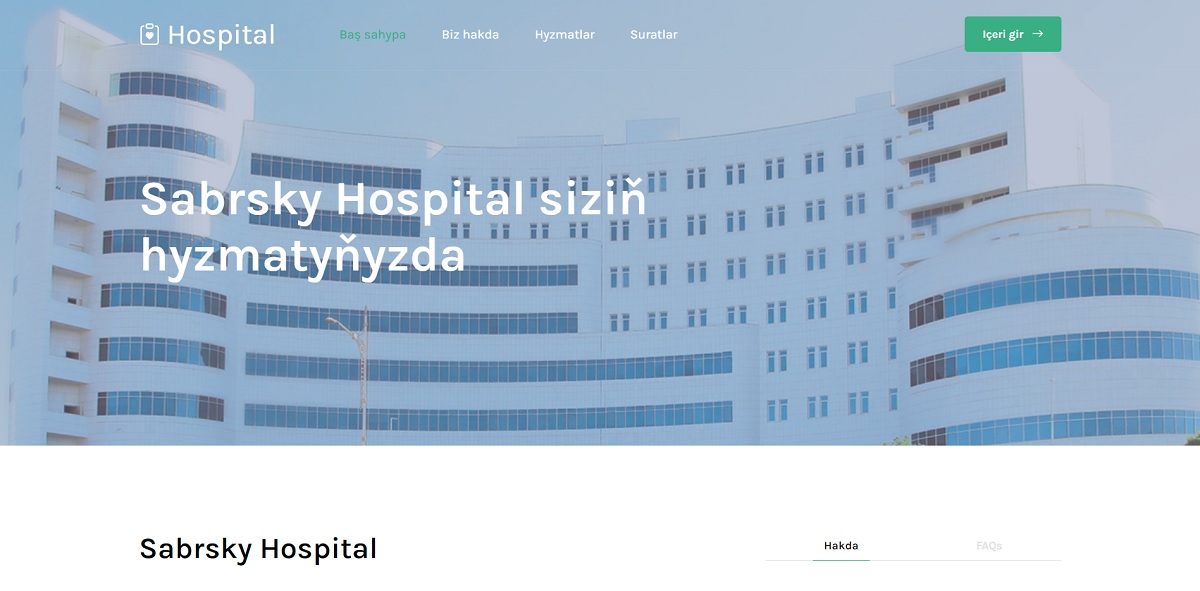 Hospital
Baş sahypa
Biz hakda
Hyzmatlar
Suratlar
Içeri gir
Sabrsky Hospital siziň
hyzmatyňyzda
Sabrsky Hospital
Hakda
FAQs